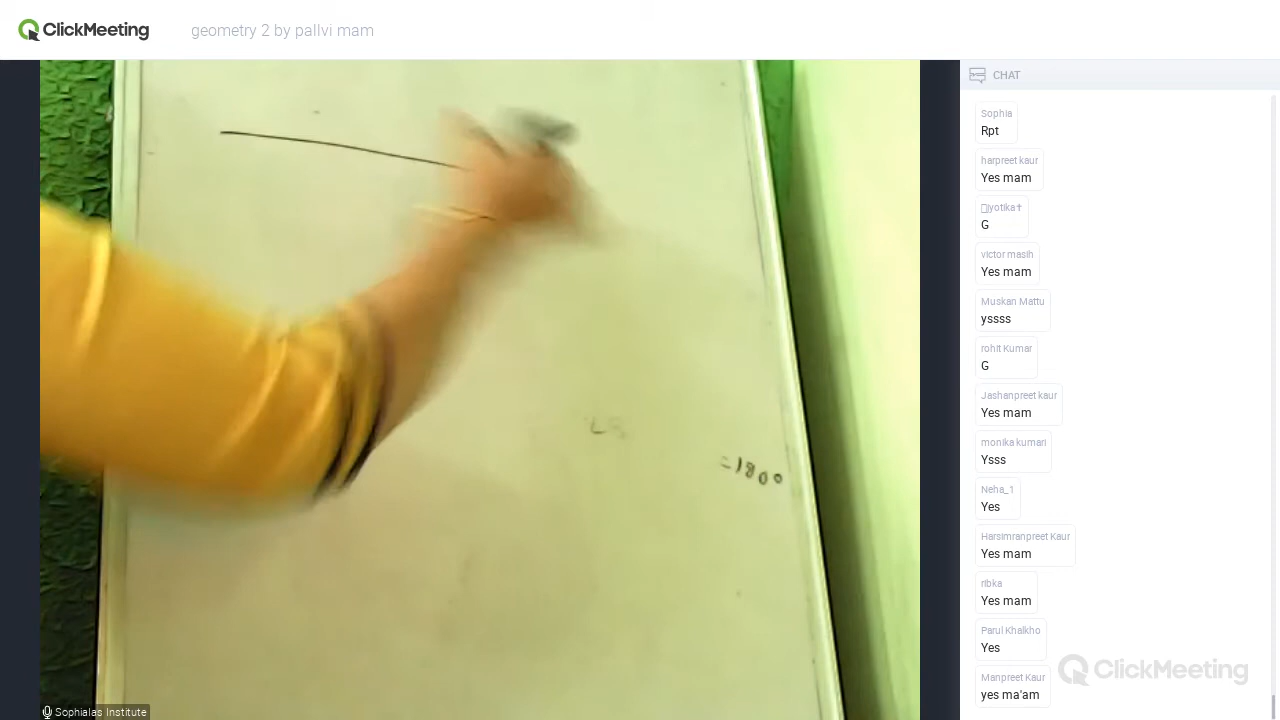 ClickMeeting
geometry 2 by pallvi mam
CHAT
Sophia
Rpt
harpreet kaur
Yes mam
yotika✝
G
victor masih
Yes mam
Muskan Mattu
yssss
rohit Kumar
G
Jashanpreet kaur
Yes mam
monika kumari
Ysss
Neha_1
Yes
Harsimranpreet Kaur
Yes mam
ribka
Yes mam
Parul Khalkho
Yes
Manpreet Kaur
yes ma'am
ClickMeeting
=180°
Sophialas Institute